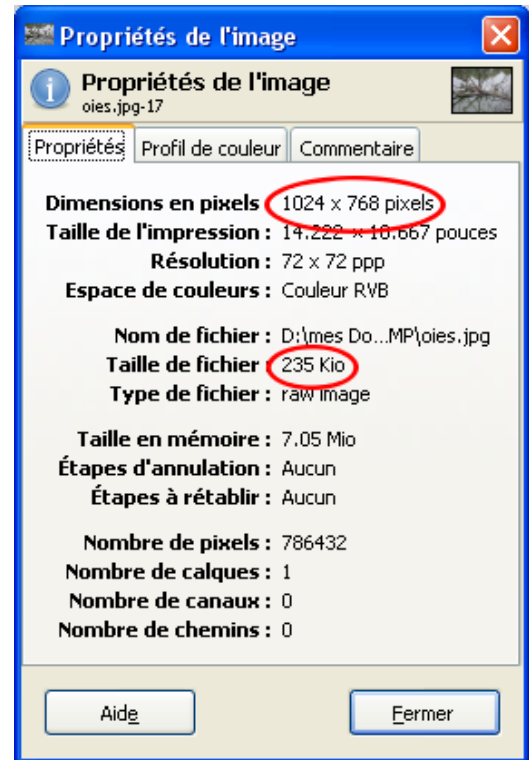 Propriétés de l'image
Propriétés de l'image
oies.jpg-17
Propriétés Profil de couleur Commentaire
Dimensions en pixels 1024 x 768 pixels
Taille de l'impression : 14.222 × 10.667 pouces
Résolution : 72 x 72 ppp
Espace de couleurs : Couleur RVB
Nom de fichier : D:\mes Do...MP\oies.jpg
Taille de fichier : 235 Kio
Type de fichier : raw image
Taille en mémoire : 7.05 Mio
Étapes d'annulation : Aucun
Étapes à rétablir : Aucun
Nombre de pixels : 786432
Nombre de calques : 1
Nombre de canaux : 0
Nombre de chemins : 0
Aide Fermer